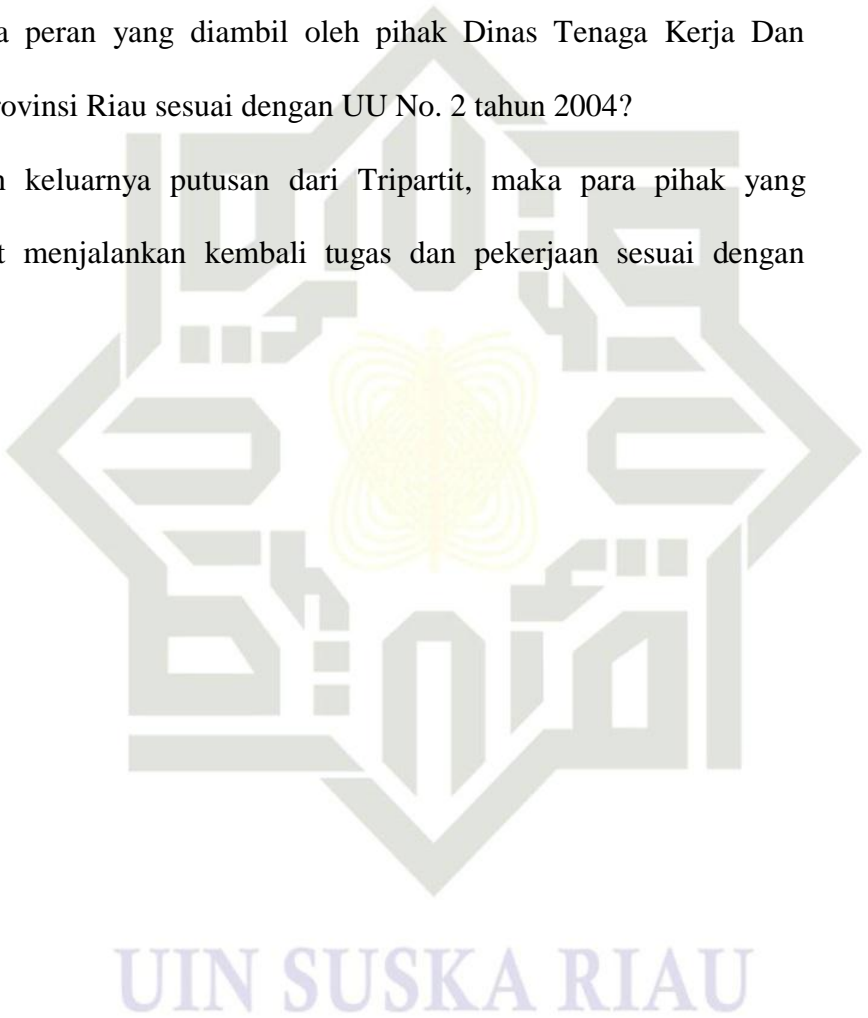 a peran yang diambil oleh pihak Dinas Tenaga Kerja Dan
rovinsi Riau sesuai dengan UU No. 2 tahun 2004?
n keluarnya putusan dari Tripartit, maka para pihak yang
t menjalankan kembali tugas dan pekerjaan sesuai dengan
UIN SUSKA RIAU